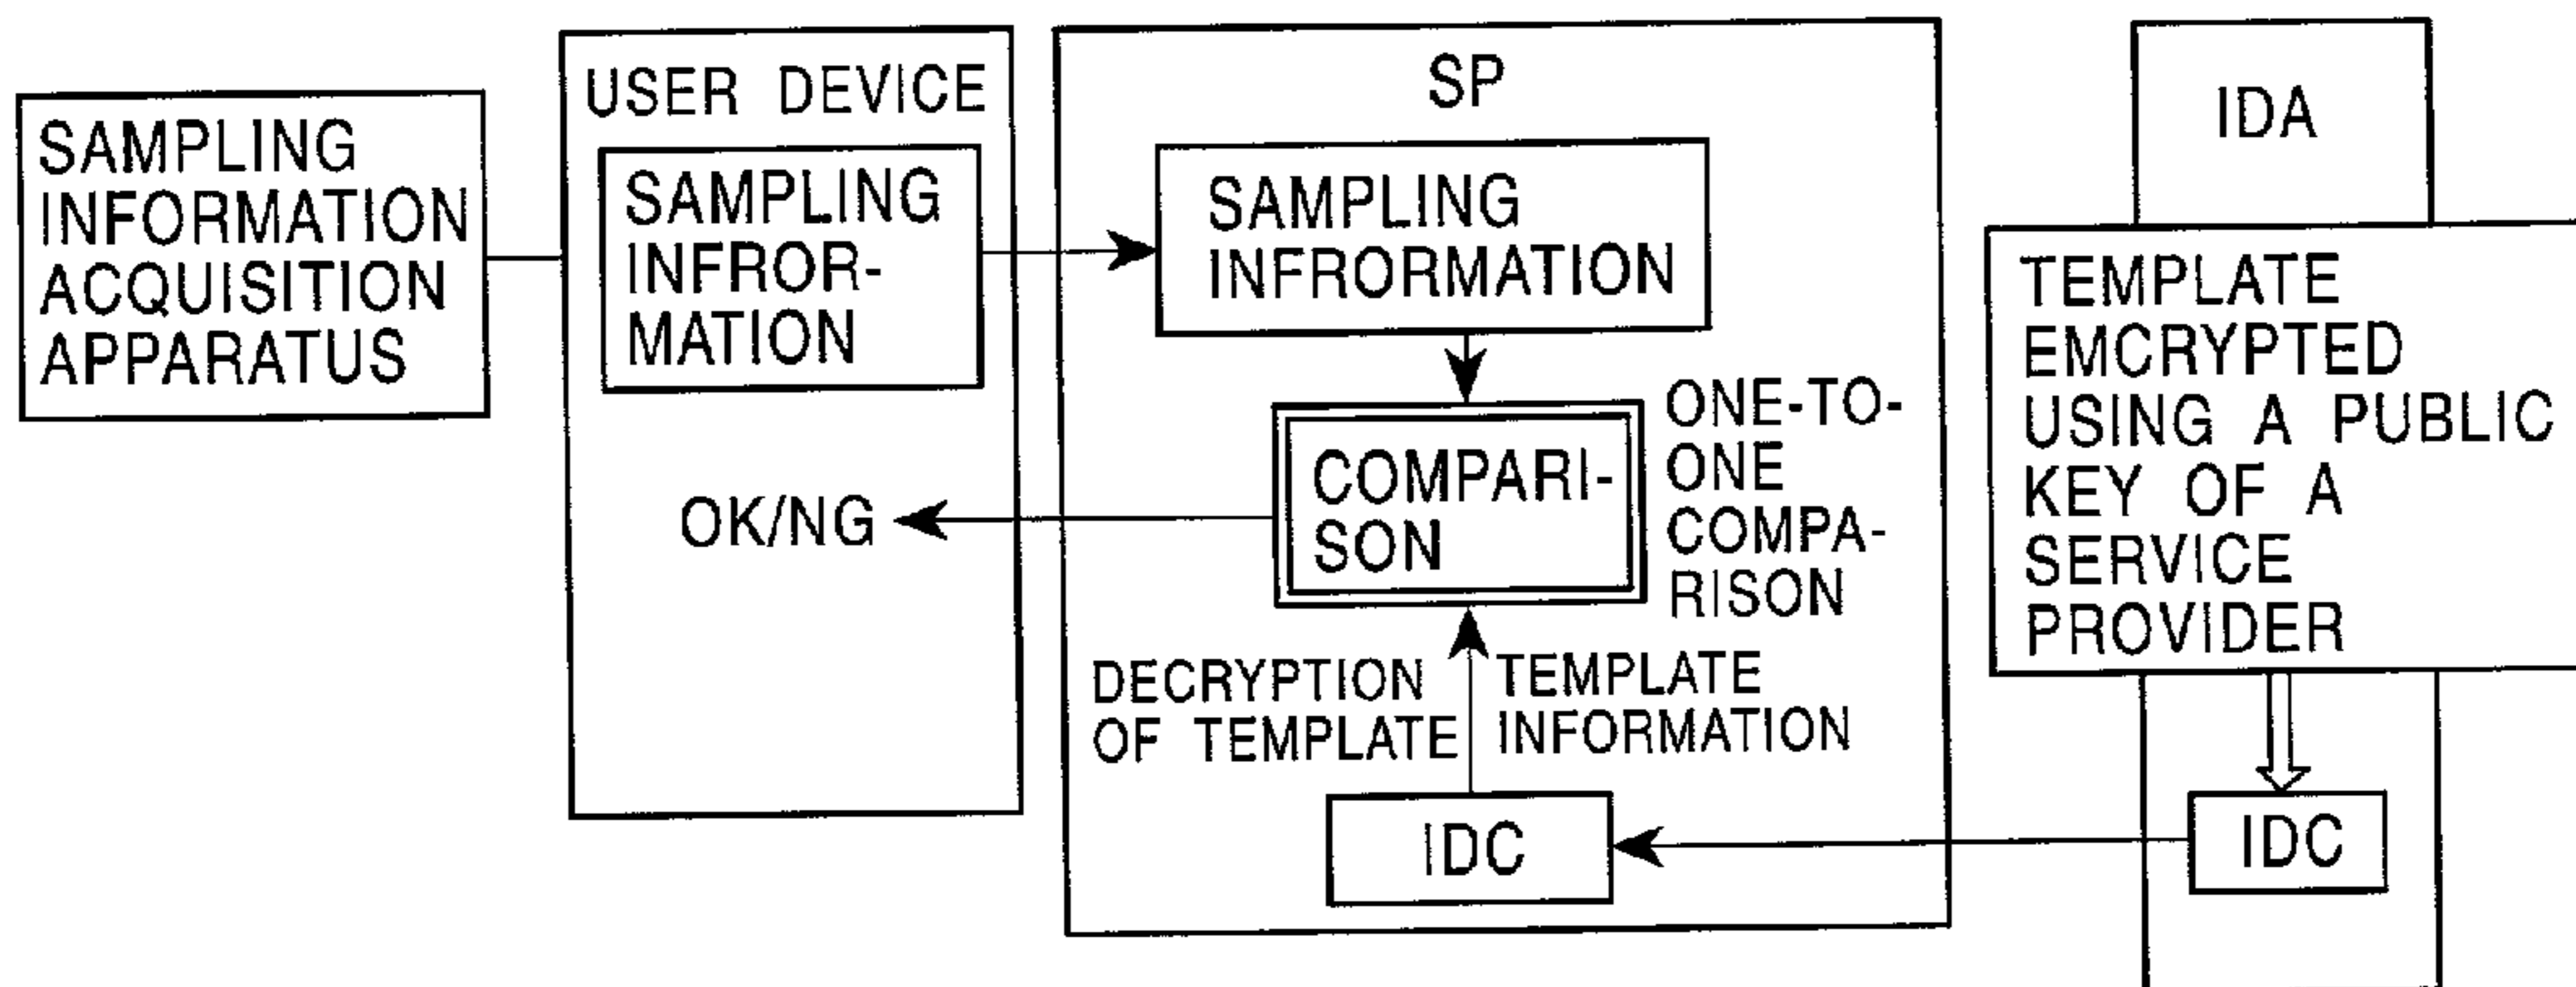 SAMPLING
INFORMATION
ACQUISITION
APPARATUS
USER DEVICE
SAMPLING
INFROR-
MATION
OK/NG
SP
SAMPLING
INFRORMATION
COMPARI-
SON
ONE-TO-
ONE
COMPA-
RISON
DECRYPTION
OF TEMPLATE
TEMPLATE
INFORMATION
IDC
IDA
TEMPLATE
EMCRYPTED
USING A PUBLIC
KEY OF A
SERVICE
PROVIDER
IDC